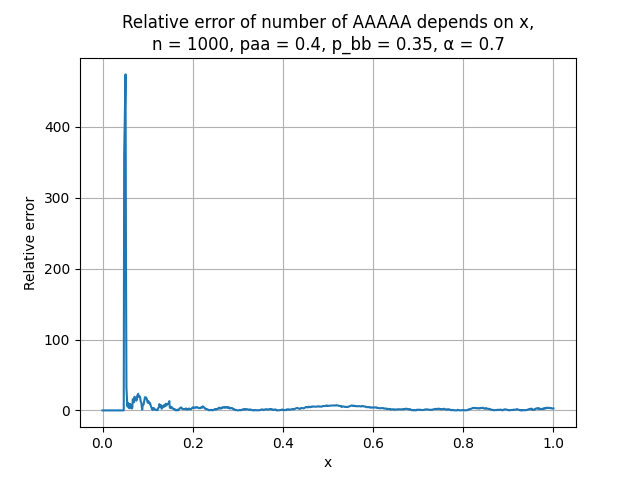 Relative error of number of AAAAA depends on x,
n = 1000, paa = 0.4, p_bb = 0.35, α = 0.7
Relative error
400
300
200
100
0
0.0 0.2 0.4 0.6 0.8 1.0
x